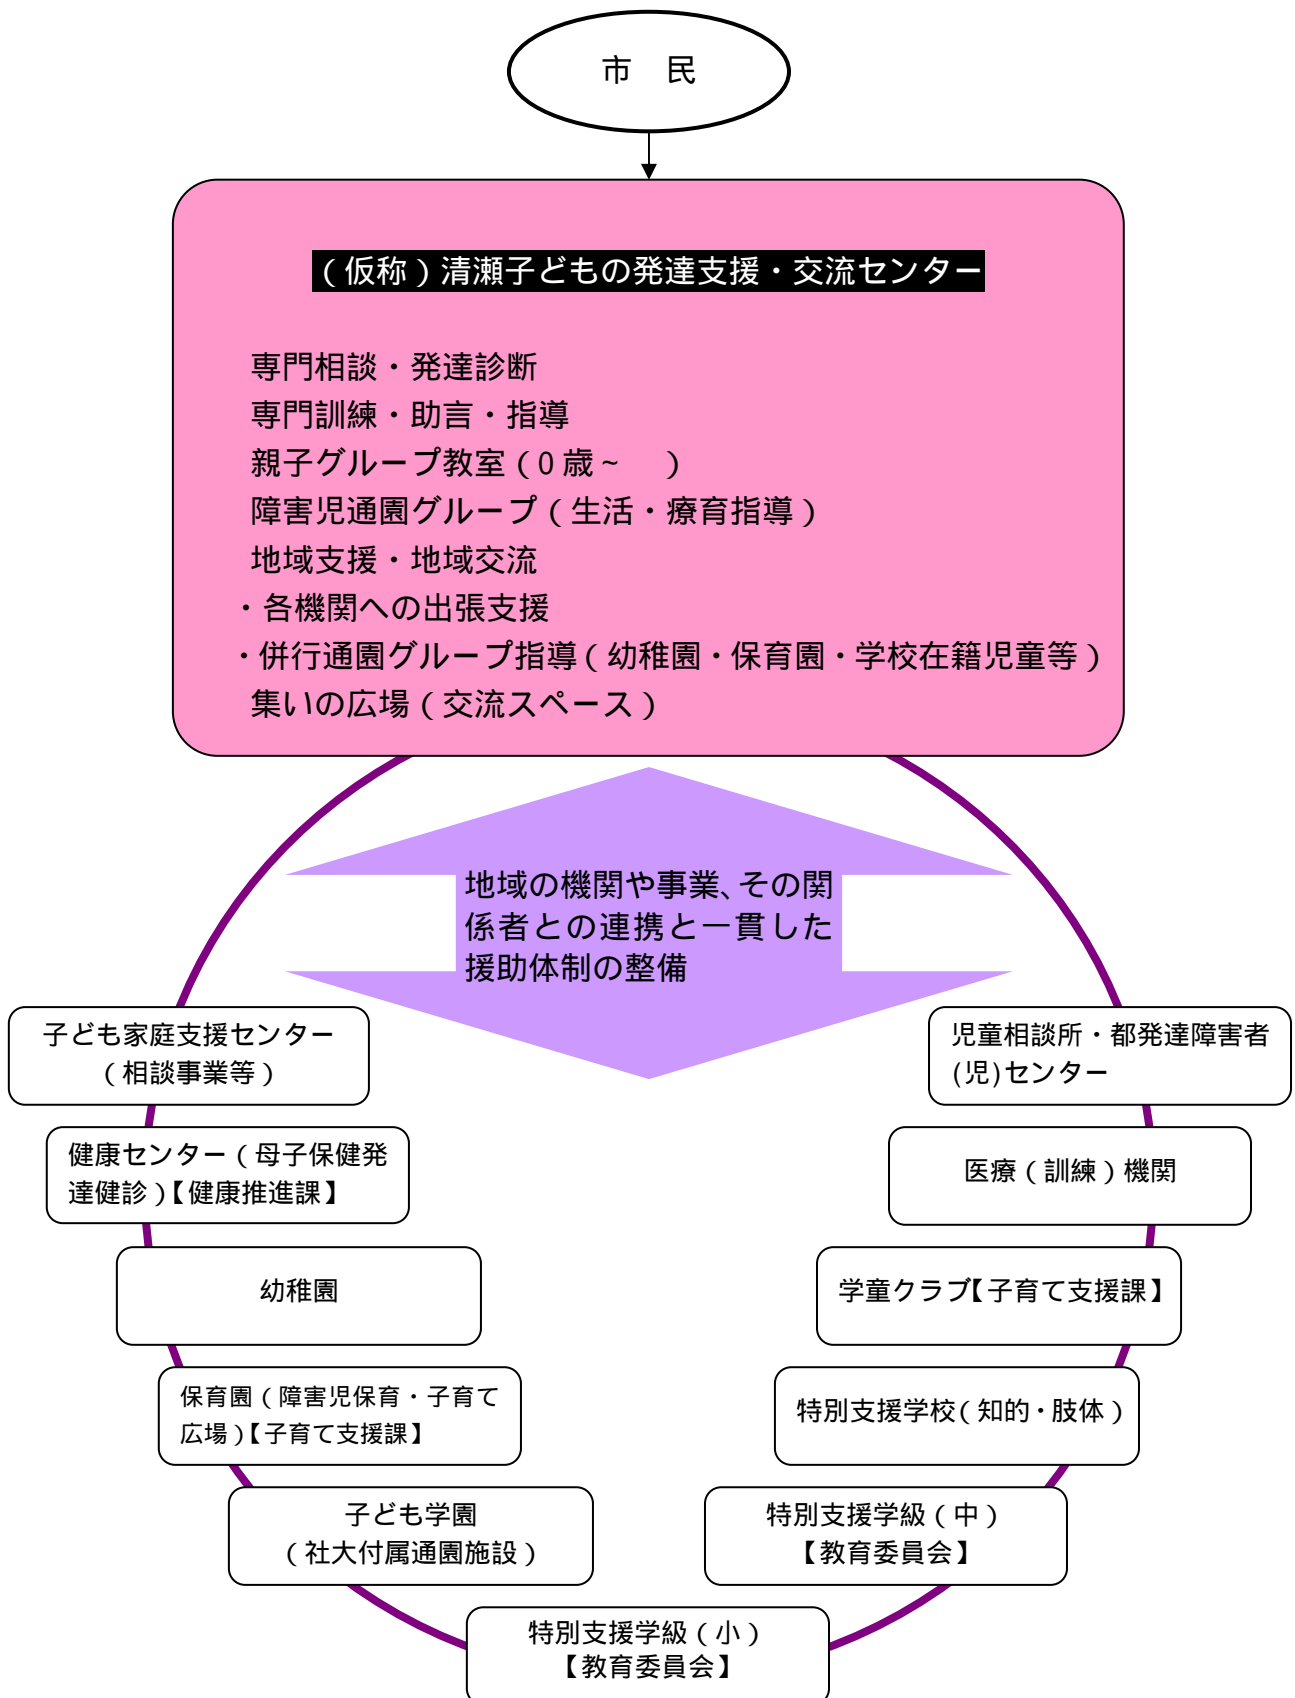 市　民
（仮称）清瀬子どもの発達支援・交流センター
専門相談・発達診断
専門訓練・助言・指導
親子グループ教室（0歳～　）
障害児通園グループ（生活・療育指導）
地域支援・地域交流
・各機関への出張支援
・併行通園グループ指導（幼稚園・保育園・学校在籍児童等）
集いの広場（交流スペース）
地域の機関や事業、その関
係者との連携と一貫した
援助体制の整備
子ども家庭支援センター
（相談事業等）
健康センター（母子保健発
達健診）【健康推進課】
幼稚園
保育園（障害児保育・子育て
広場）【子育て支援課】
子ども学園
（社大付属通園施設）
特別支援学級（小）
【教育委員会】
児童相談所・都発達障害者
(児)センター
医療（訓練）機関
学童クラブ【子育て支援課】
特別支援学校（知的・肢体）
特別支援学級（中）
【教育委員会】